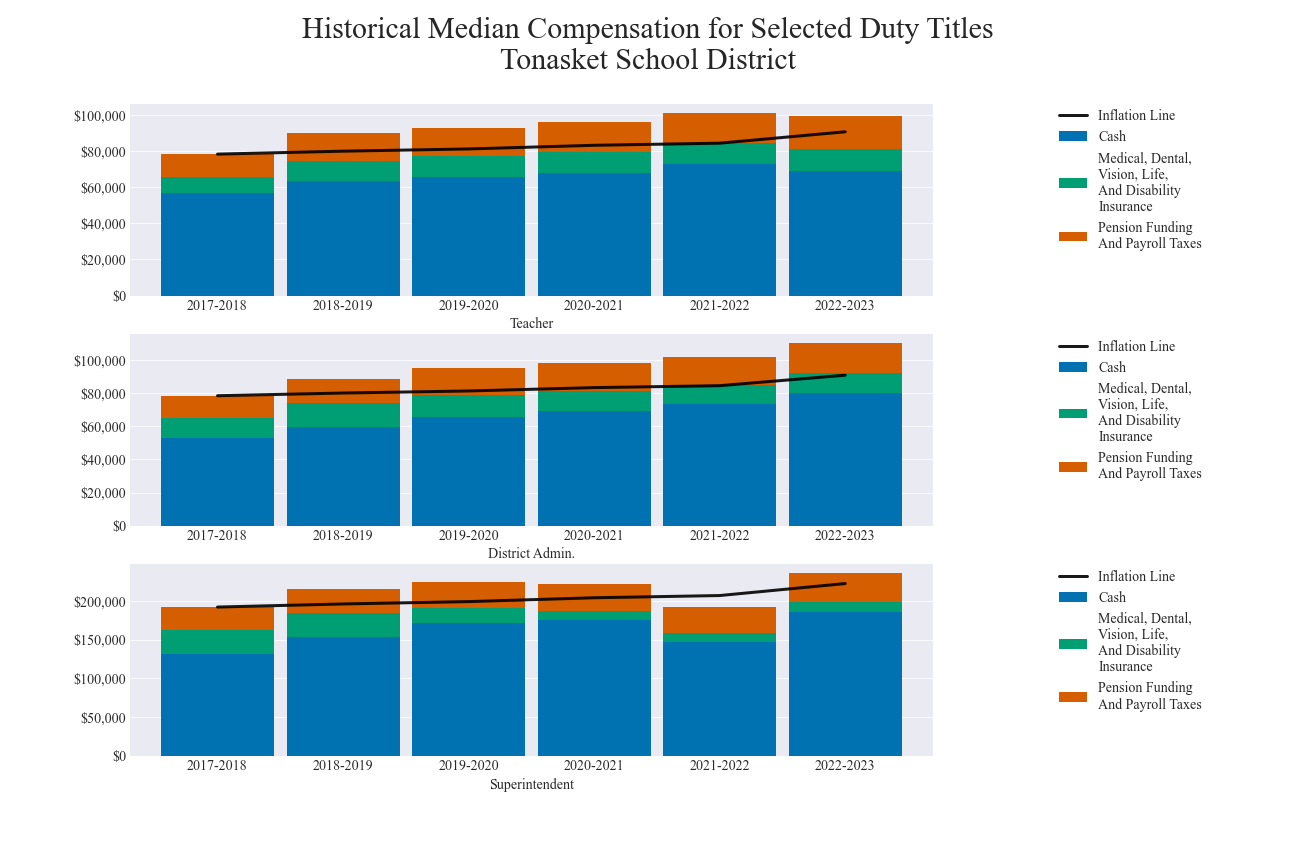 Historical Median Compensation for Selected Duty Titles
Tonasket School District
$100,000
$80,000
$60,000
$40,000
$20,000
$0
2017-2018 2018-2019 2019-2020 2020-2021 2021-2022 2022-2023
Teacher
Inflation Line
Cash
Medical, Dental,
Vision, Life,
And Disability
Insurance
Pension Funding
And Payroll Taxes
$100,000
$80,000
$60,000
$40,000
$20,000
$0
2017-2018 2018-2019 2019-2020 2020-2021 2021-2022 2022-2023
District Admin.
Inflation Line
Cash
Medical, Dental,
Vision, Life,
And Disability
Insurance
Pension Funding
And Payroll Taxes
$200,000
$150,000
$100,000
$50,000
$0
2017-2018 2018-2019 2019-2020 2020-2021 2021-2022 2022-2023
Superintendent
Inflation Line
Cash
Medical, Dental,
Vision, Life,
And Disability
Insurance
Pension Funding
And Payroll Taxes